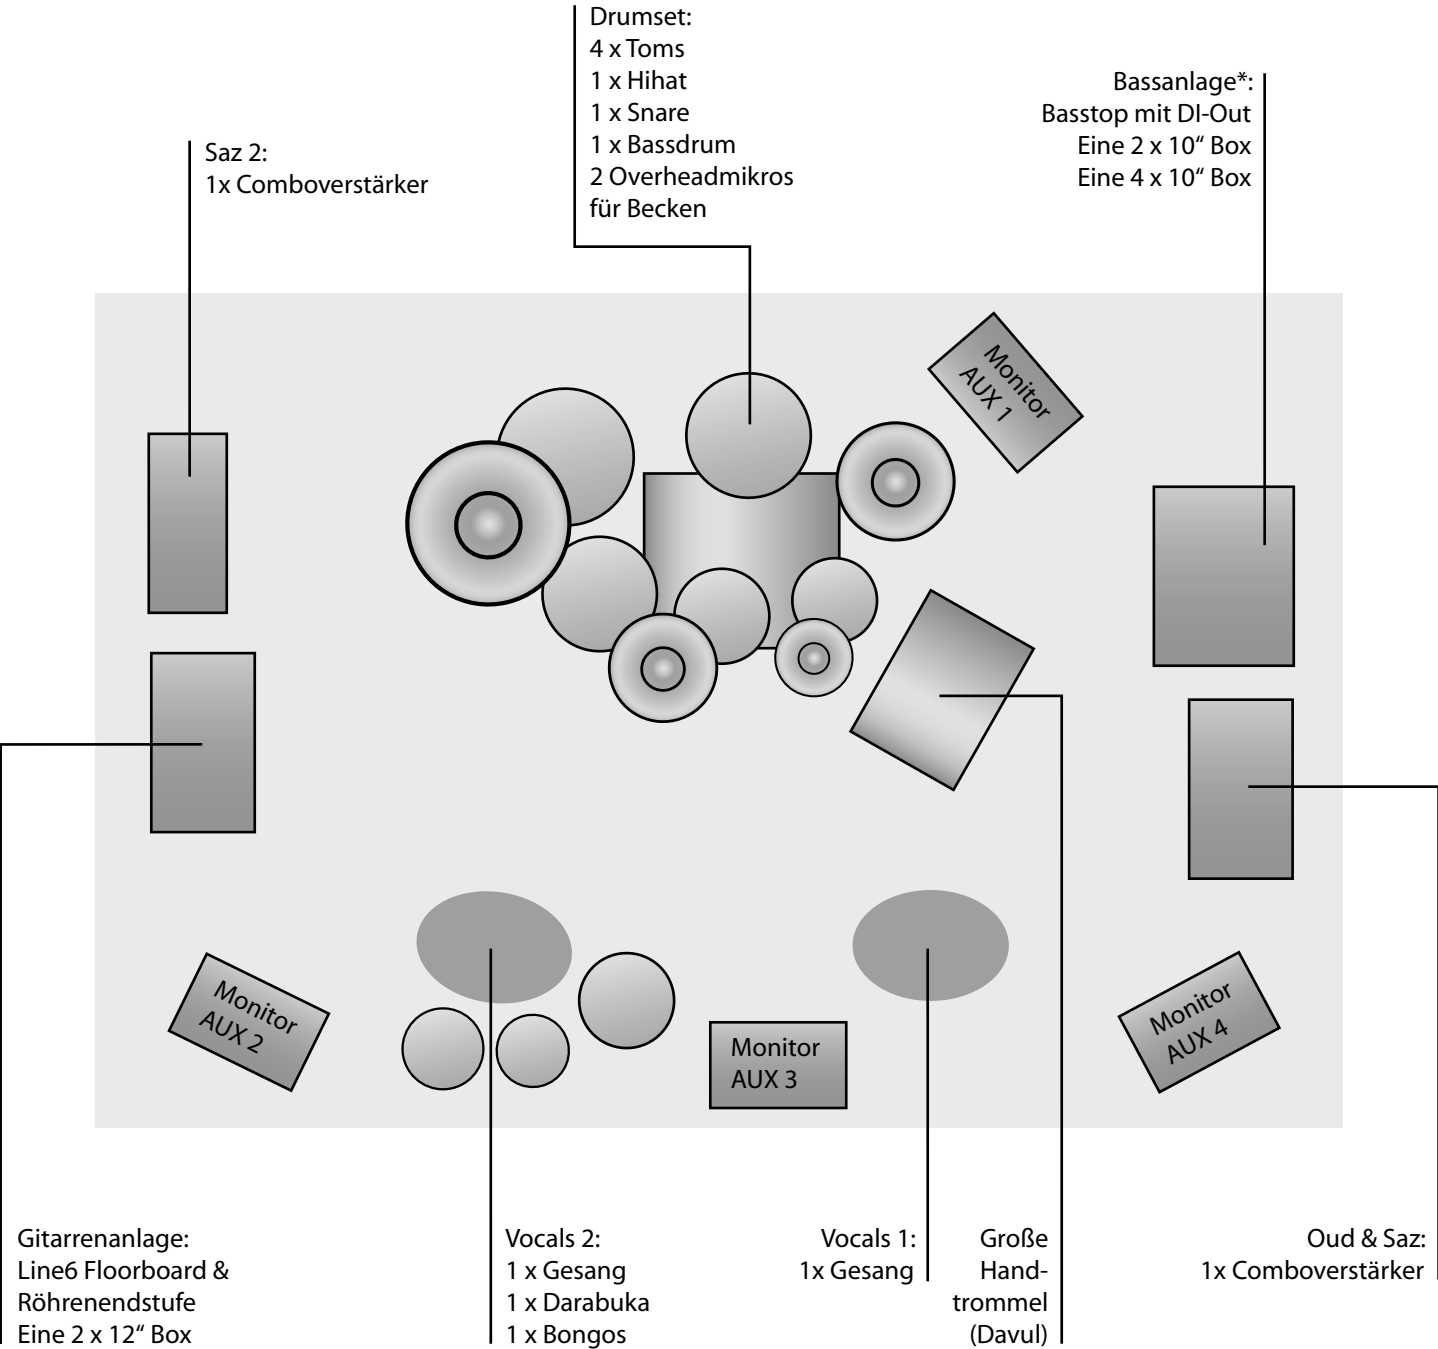 Drumset:
4 x Toms
1 x Hihat
1 x Snare
1 x Bassdrum
2 Overheadmikros
für Becken
Bassanlage*:
Basstop mit DI-Out
Eine 2 x 10“ Box
Eine 4 x 10“ Box
Saz 2:
1x Comboverstärker
Monitor
AUX 1
Monitor
AUX 2
Monitor
AUX 3
Monitor
AUX 4
Gitarrenanlage:
Line6 Floorboard &
Röhrenendstufe
Eine 2 x 12“ Box
Vocals 2:
1 x Gesang
1 x Darabuka
1 x Bongos
Vocals 1:
1x Gesang
Große
Hand-
trommel
(Davul)
Oud & Saz:
1x Comboverstärker